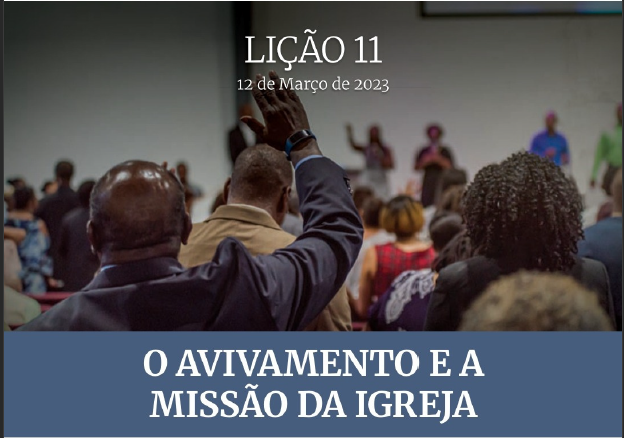 LIÇÃO 11
12 de Março de 2023
O AVIVAMENTO E A
MISSÃO DA IGREJA